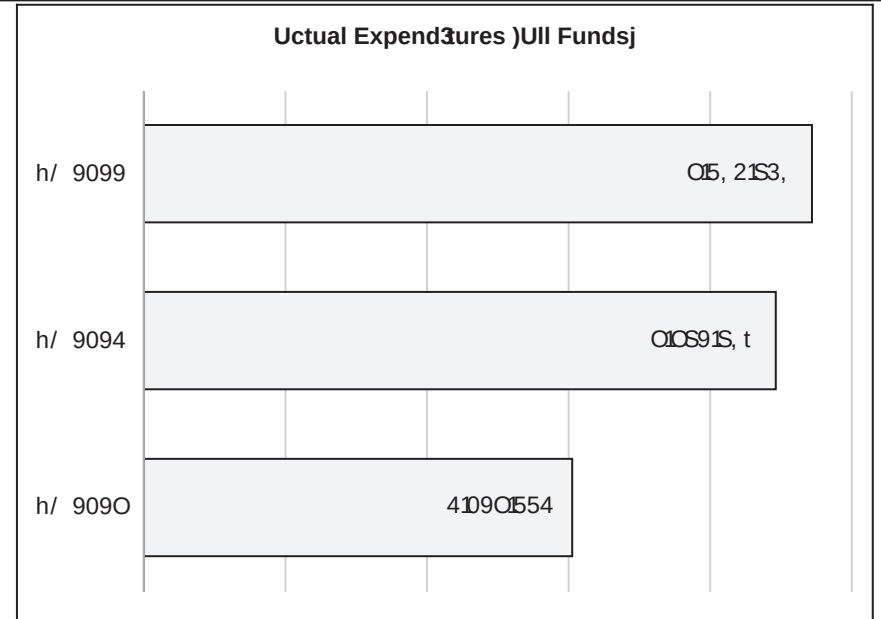 Uctual Expend3tures )Ull Fundsj
h/ 9099
O15, 21S3,
h/ 9094
O1OS91S, t
h/ 909O
4109O1554